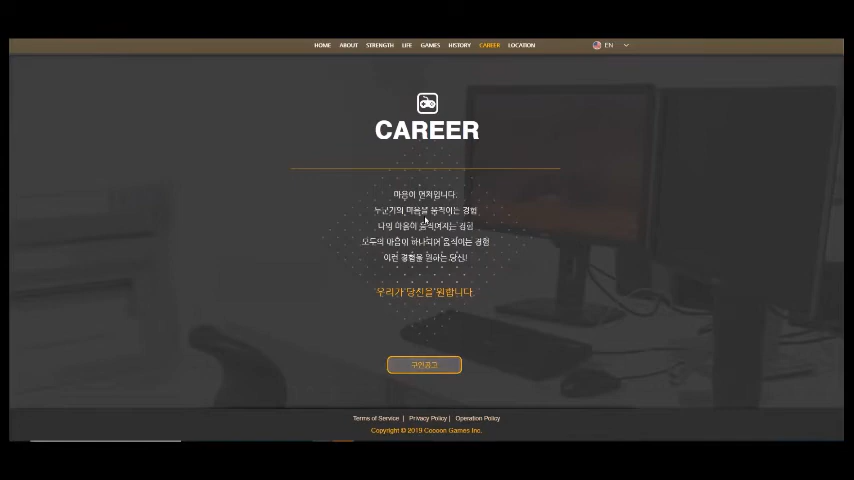 HOME ABOUT STRENGTH LIFE GAMES HISTORY CAREER LOCATION EN
CAREER
마음이 먼저입니다.
누군가의 마음을 움직이는 경험
나의 마음이 움직여지는 경험
모두의 마음이 하나되어 움직이는 경험
이런 경험을 원하는 당신!
우리가 당신을 원합니다.
구인공고
Terms of Service | Privacy Policy | Operation Policy
Copyright © 2019 Cocoon Games Inc.